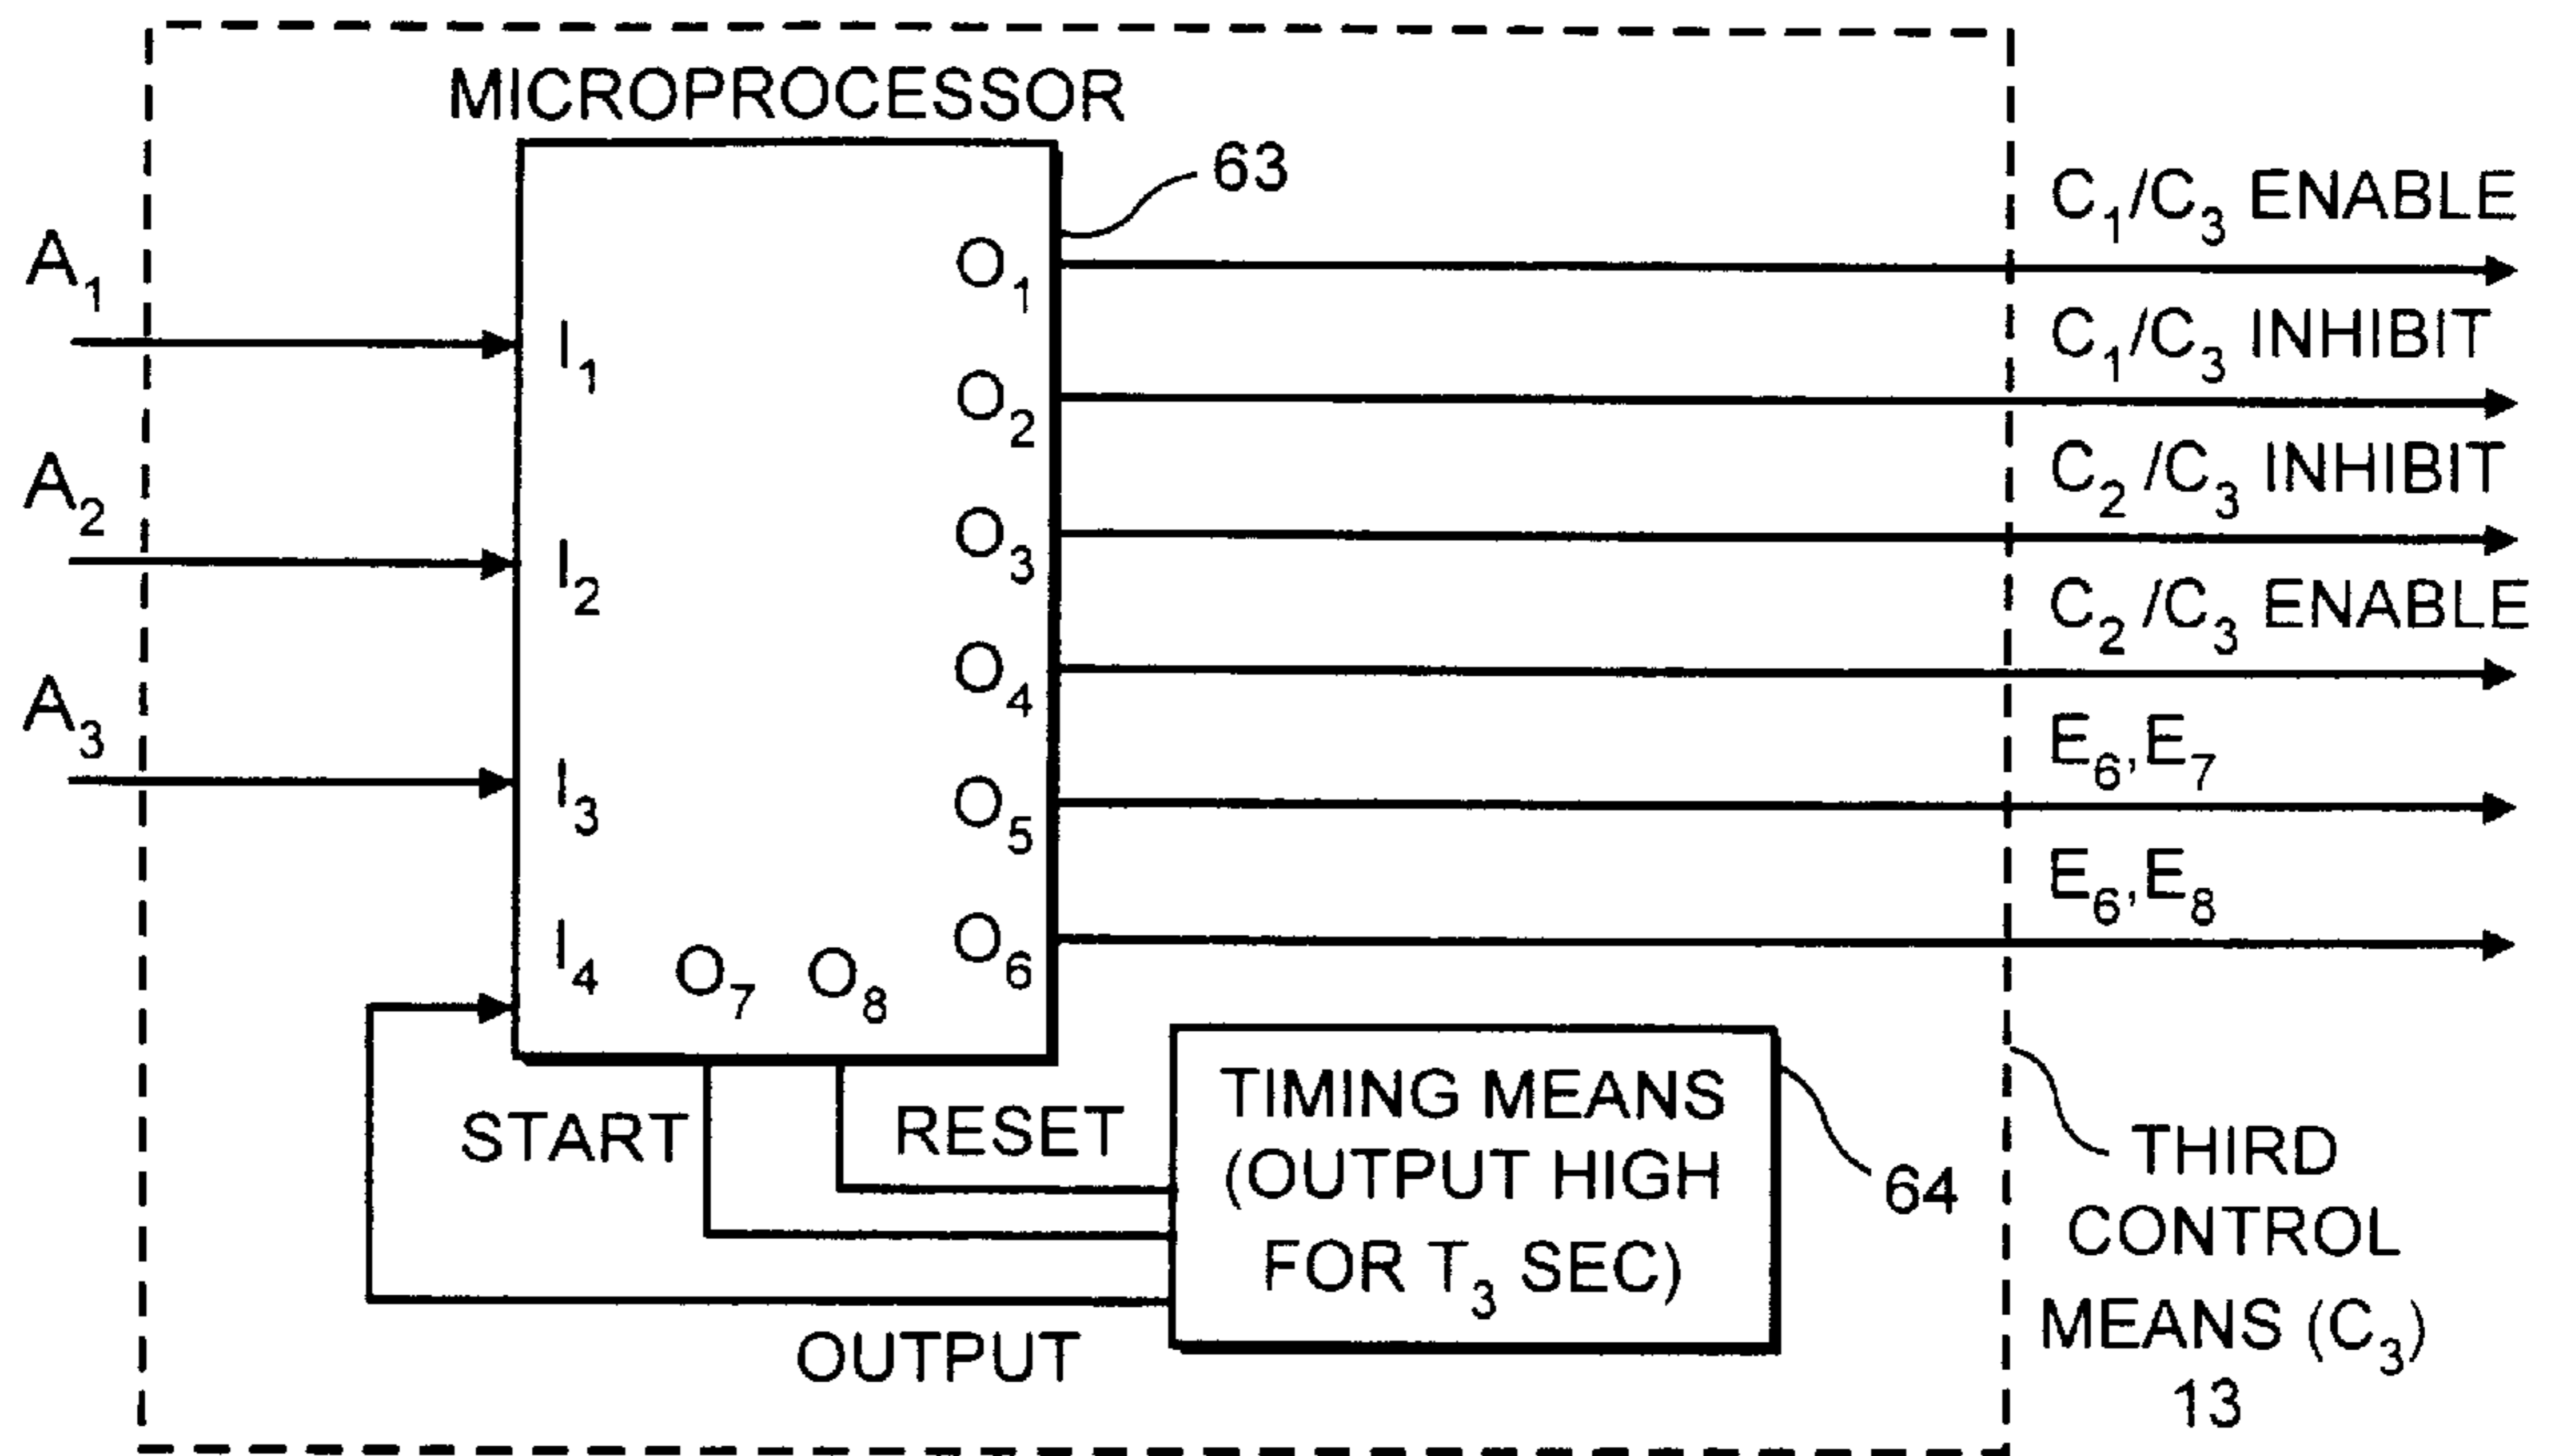 MICROPROCESSOR
63
A₁
A₂
A₃
I₁
I₂
I₃
I₄
O₁
O₂
O₃
O₄
O₅
O₆
O₇
O₈
C₁/C₃ ENABLE
C₁/C₃ INHIBIT
C₂/C₃ INHIBIT
C₂/C₃ ENABLE
E₆,E₇
E₆,E₈
START
RESET
OUTPUT
TIMING MEANS
(OUTPUT HIGH
FOR T₃ SEC)
64
THIRD
CONTROL
MEANS (C₃)
13